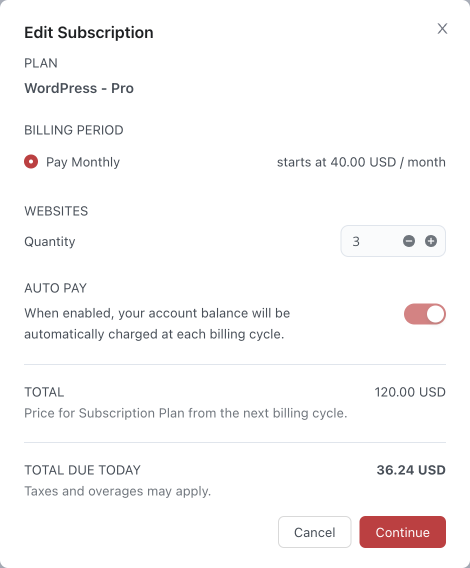 Edit Subscription
PLAN
WordPress - Pro
BILLING PERIOD
Pay Monthly starts at 40.00 USD / month
WEBSITES
Quantity 3
AUTO PAY
When enabled, your account balance will be
automatically charged at each billing cycle.
TOTAL 120.00 USD
Price for Subscription Plan from the next billing cycle.
TOTAL DUE TODAY 36.24 USD
Taxes and overages may apply.
Cancel Continue